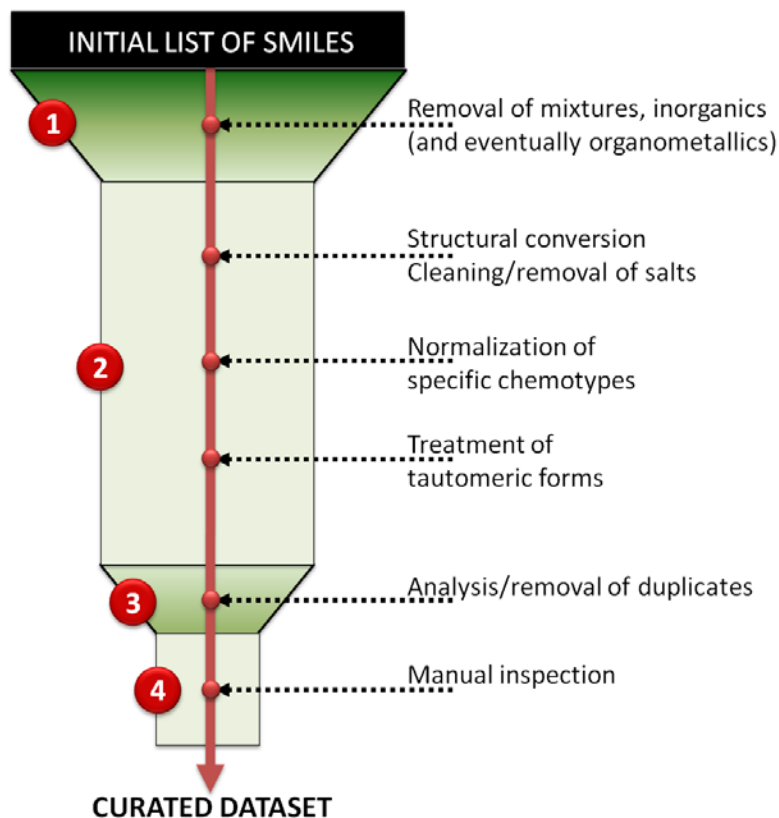 INITIAL LIST OF SMILES
1
Removal of mixtures, inorganics
(and eventually organometallics)
Structural conversion
Cleaning/removal of salts
2
Normalization of
specific chemotypes
Treatment of
tautomeric forms
3
Analysis/removal of duplicates
4
Manual inspection
CURATED DATASET